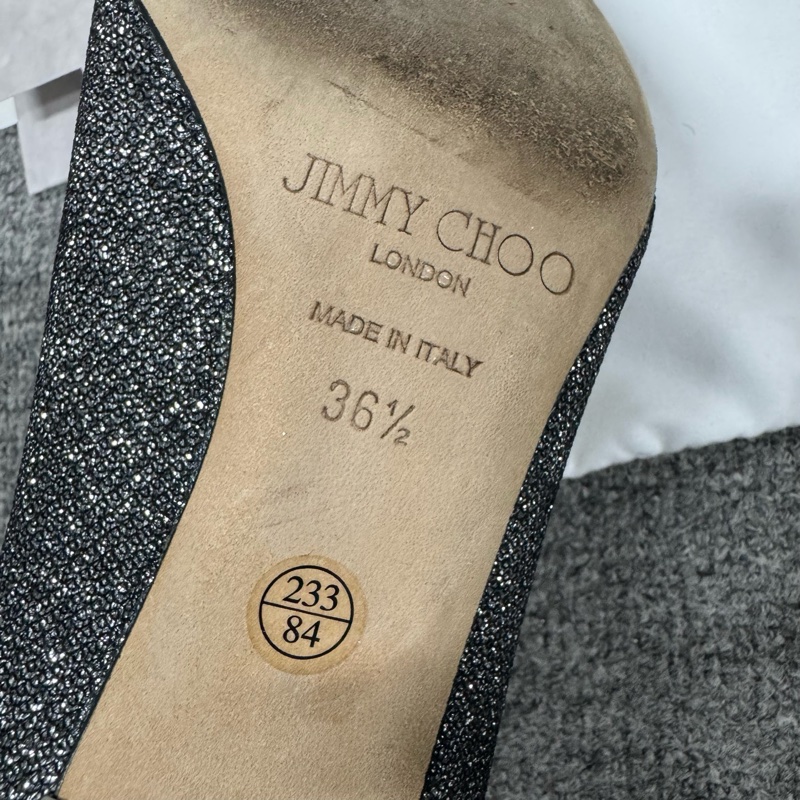 JIMMY CHOO
LONDON
MADE IN ITALY
36½
233
84